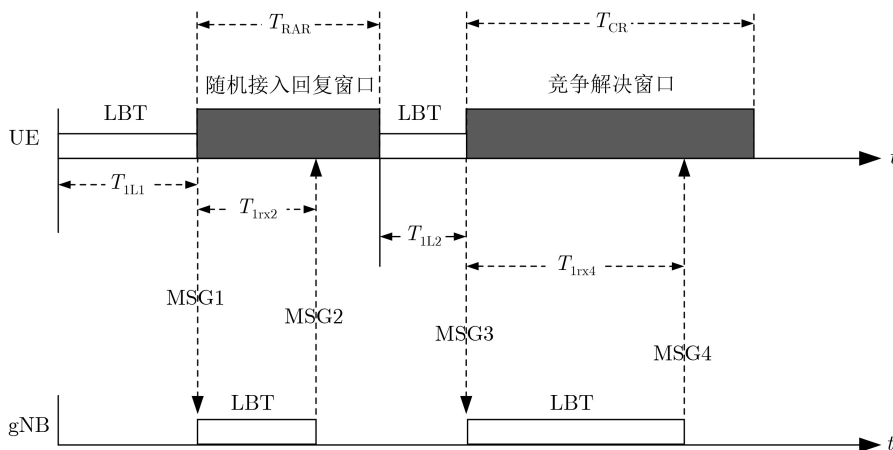 T_RAR
T_CR
随机接入回复窗口
竞争解决窗口
LBT
LBT
UE
t
T_1L1
T_1rx2
T_1L2
T_1rx4
MSG1
MSG2
MSG3
MSG4
LBT
LBT
gNB
t